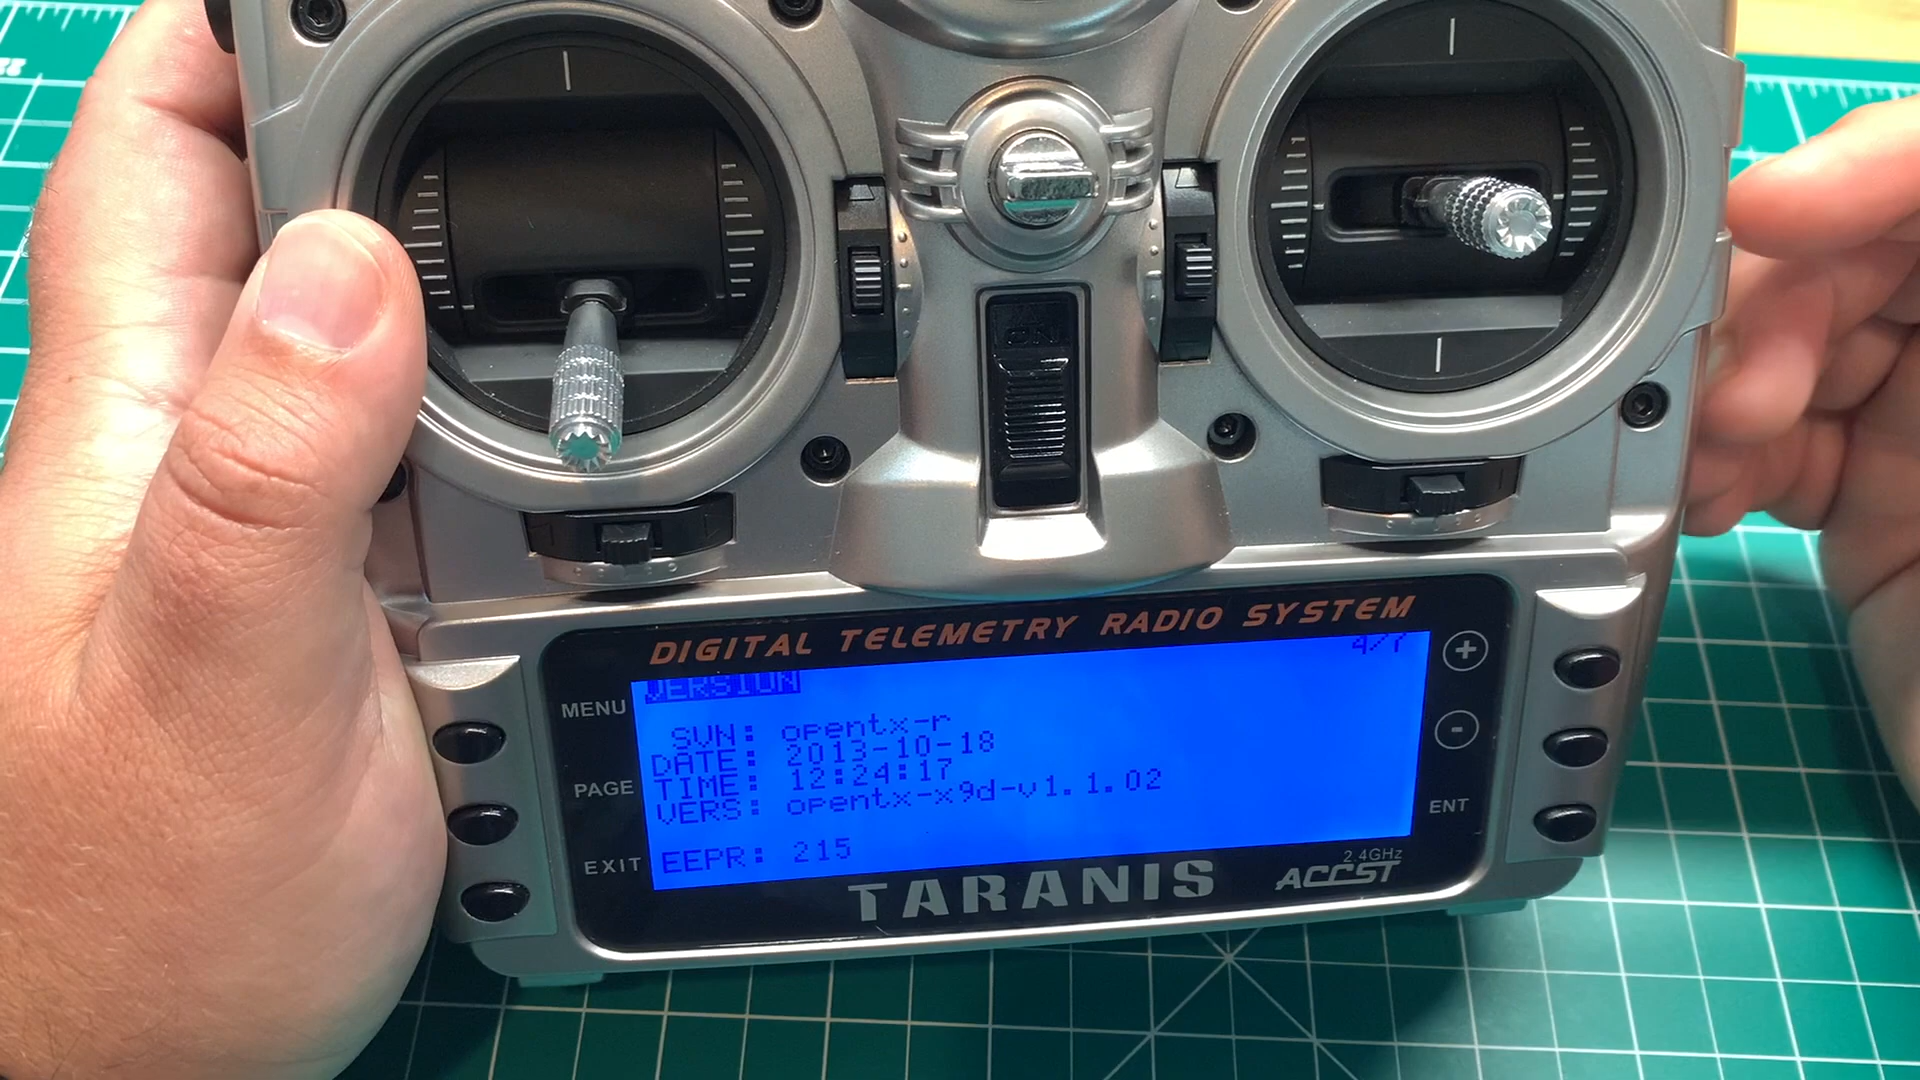 ON
DIGITAL TELEMETRY RADIO SYSTEM
4/7
VERSION
MENU
SVN: opentx-r
DATE: 2013-10-18
TIME: 12:24:17
VERS: opentx-x9d-v1.1.02
EEPR: 215
PAGE
EXIT
+
-
ENT
TARANIS
2.4GHz
ACCST